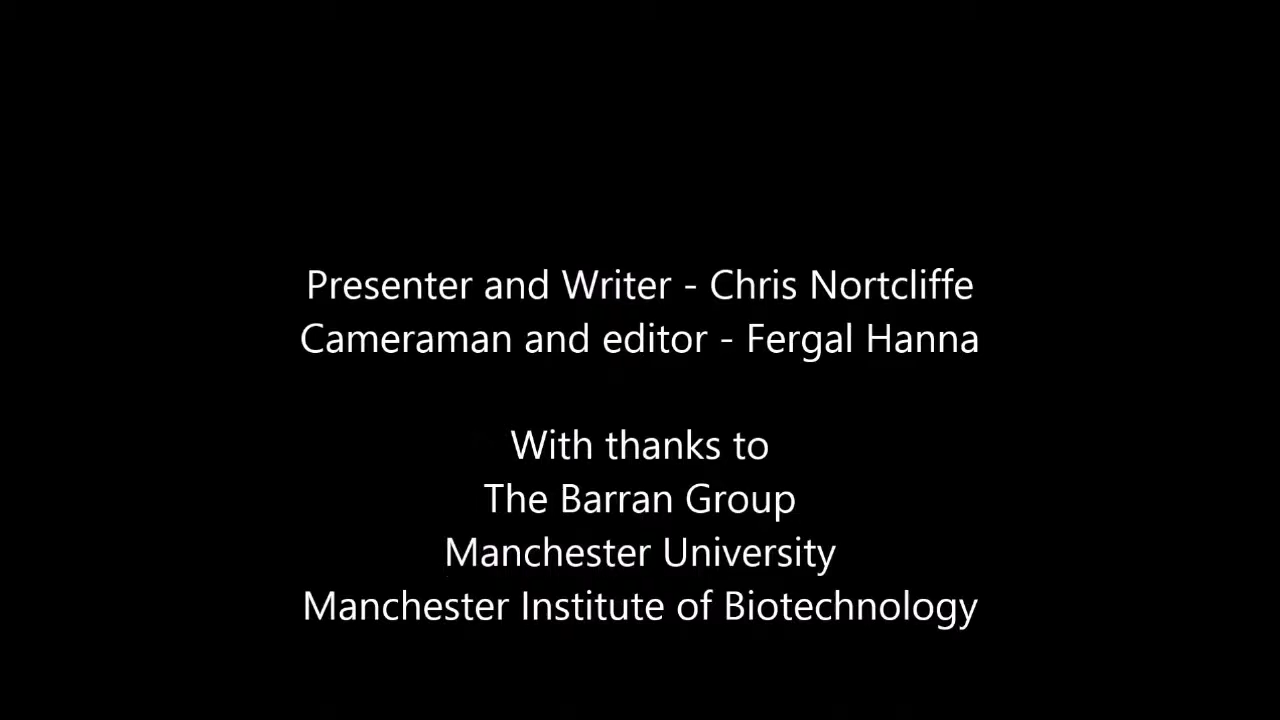 Presenter and Writer - Chris Nortcliffe
Cameraman and editor - Fergal Hanna
With thanks to
The Barran Group
Manchester University
Manchester Institute of Biotechnology